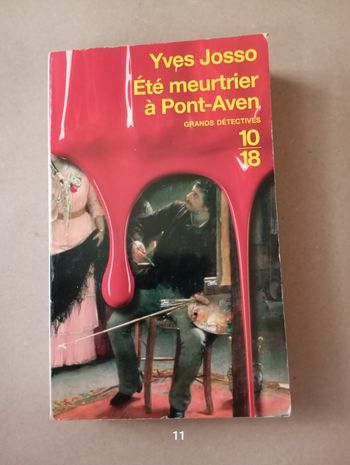 Yves Josso
Été meurtrier
à Pont-Aven
GRANDS DÉTECTIVES
10
18
11